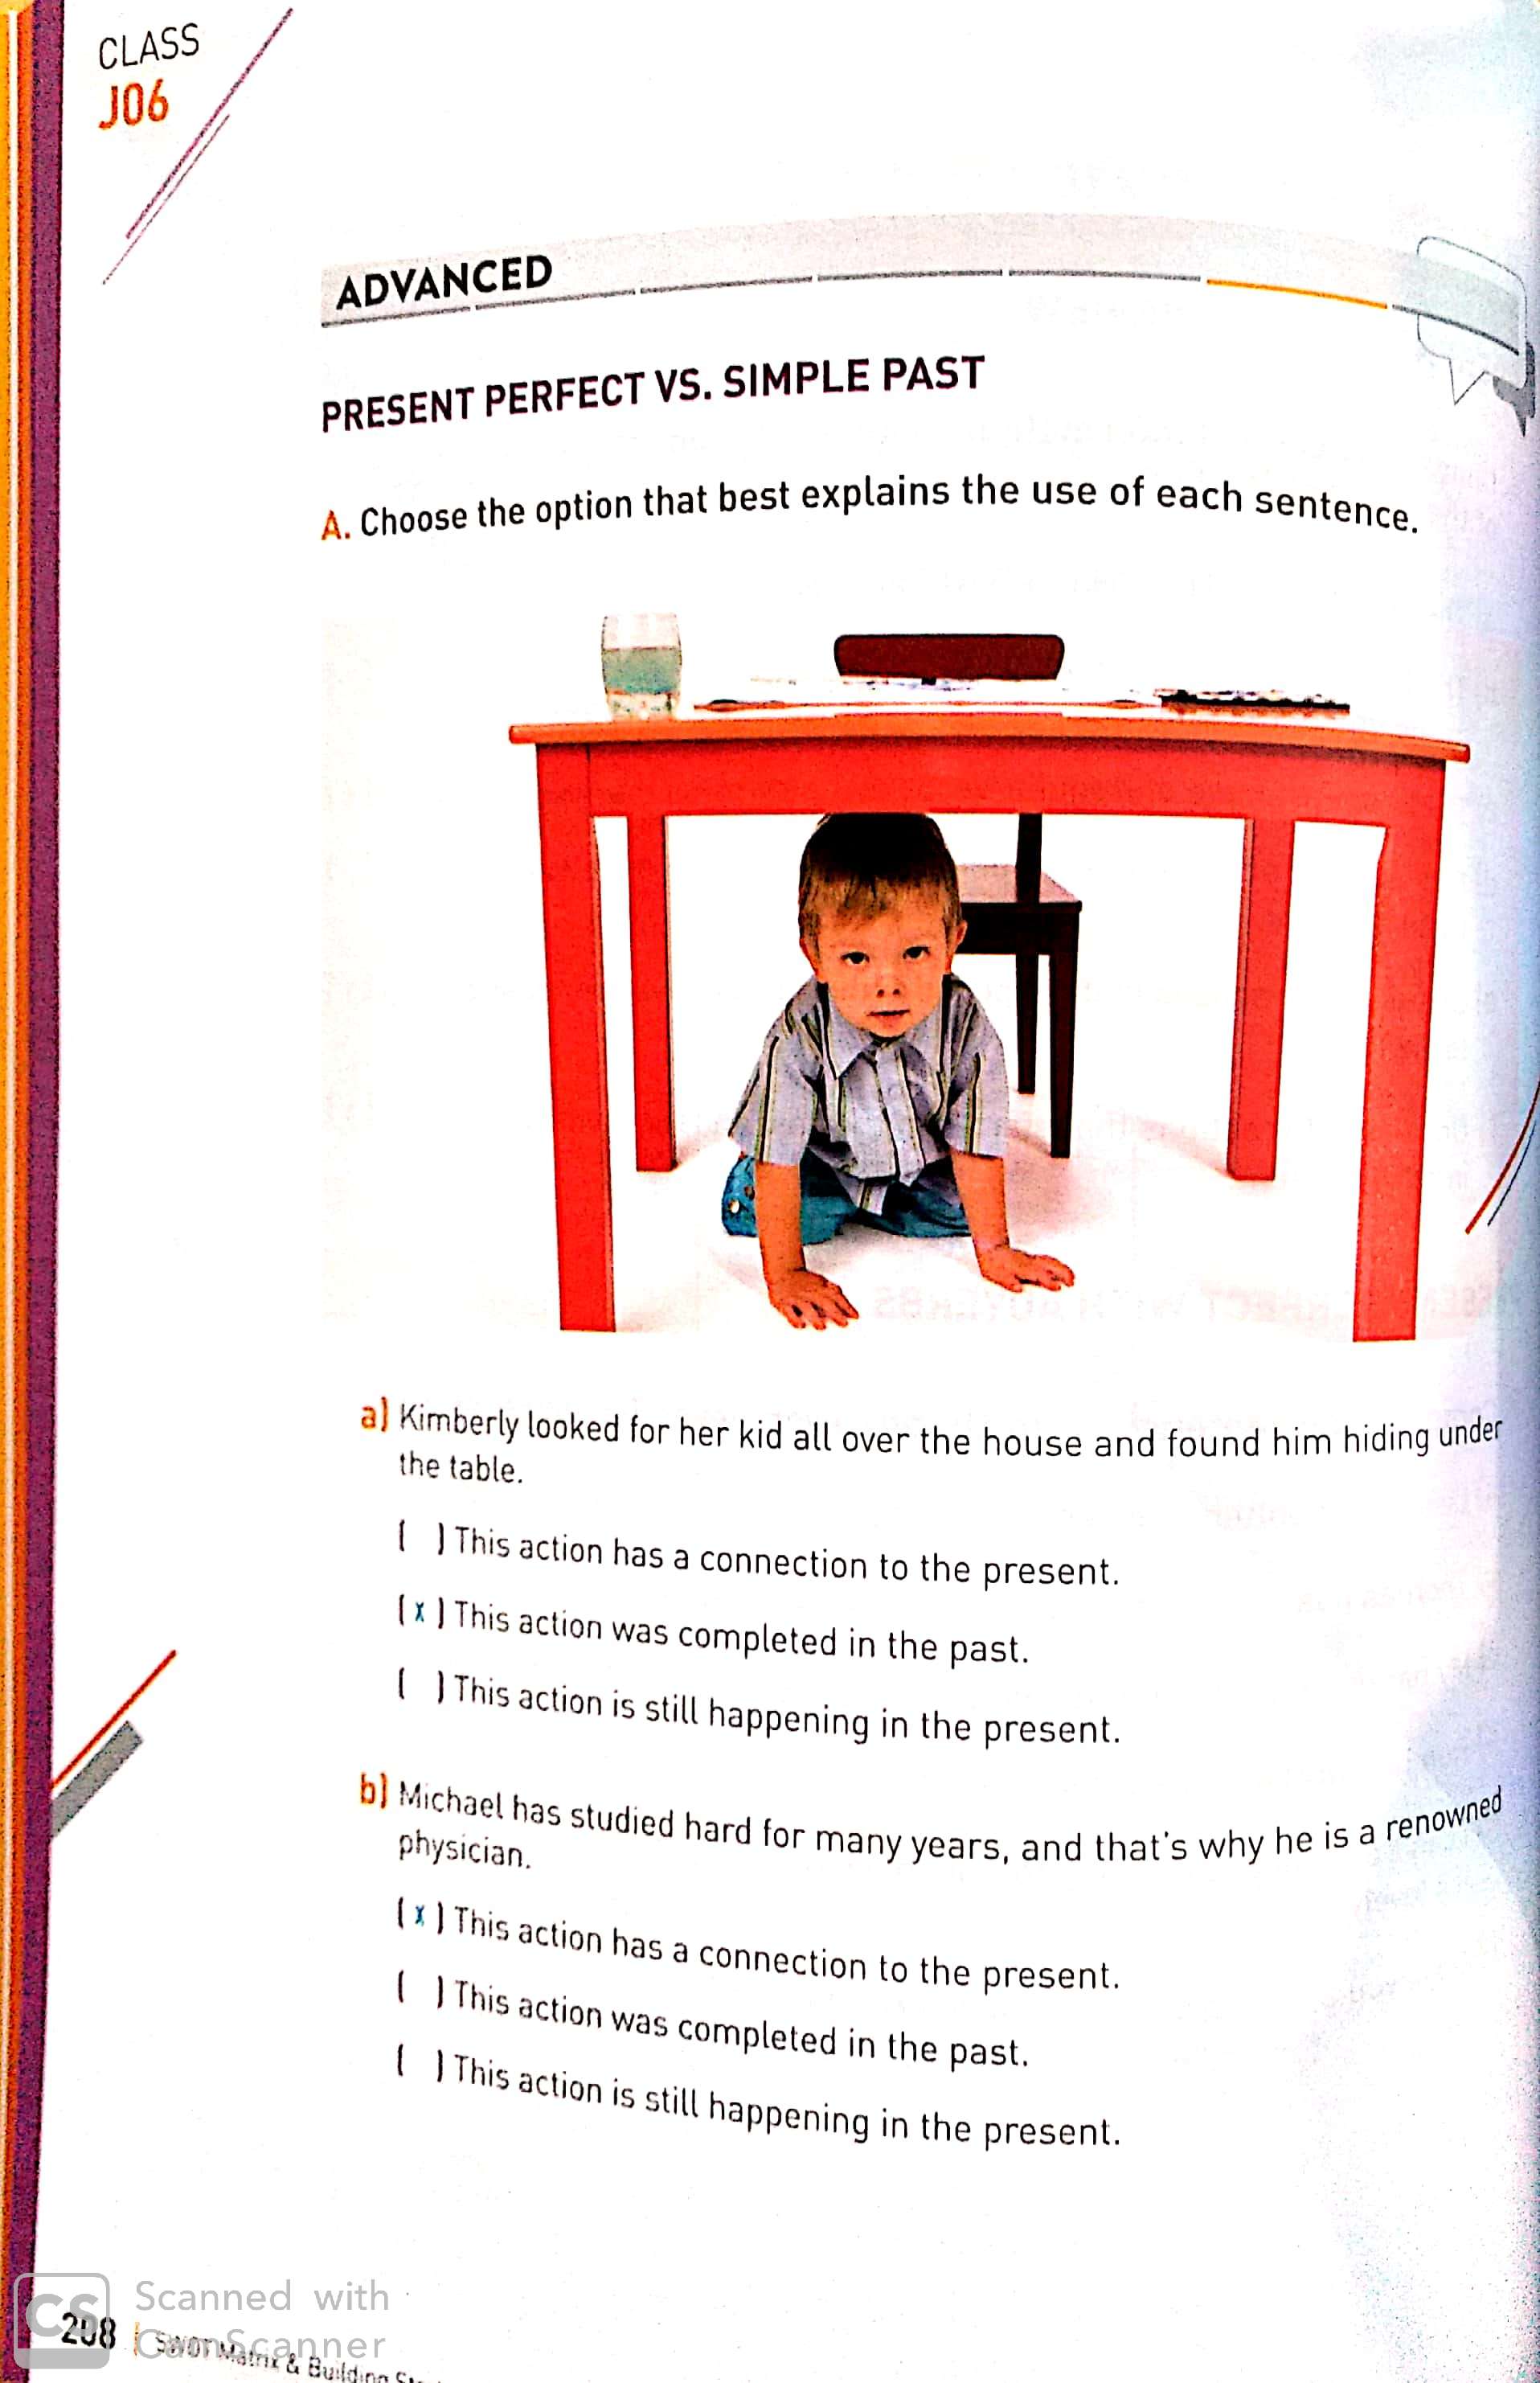 CLASS
J06
ADVANCED
PRESENT PERFECT VS. SIMPLE PAST
A. Choose the option that best explains the use of each sentence.
a) Kimberly looked for her kid all over the house and found him hiding under
the table.
( ) This action has a connection to the present.
(x) This action was completed in the past.
( ) This action is still happening in the present.
b) Michael has studied hard for many years, and that's why he is a renowned
physician.
(x) This action has a connection to the present.
( ) This action was completed in the past.
( ) This action is still happening in the present.
CS
Scanned with
CamScanner
208 | SWOT Matrix & Building